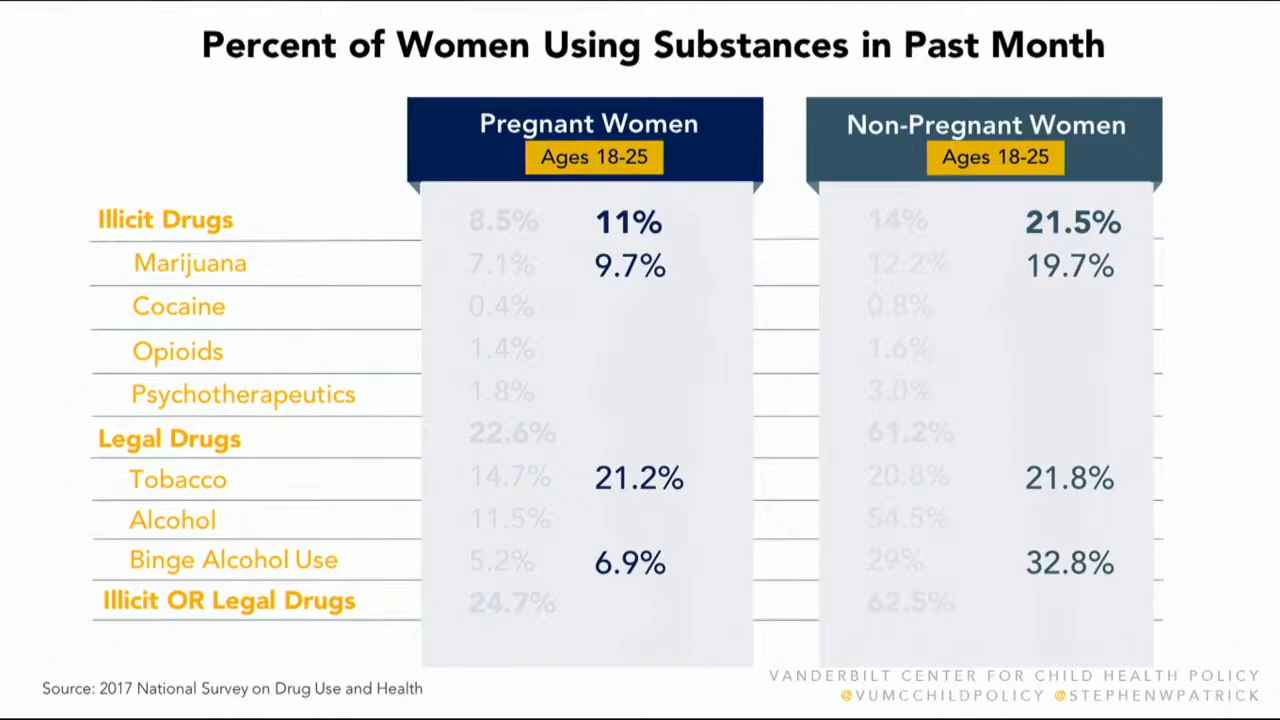 Percent of Women Using Substances in Past Month
Pregnant Women Non-Pregnant Women
Ages 18-25 Ages 18-25
Illicit Drugs 8.5% 11% 14% 21.5%
Marijuana 7.1% 9.7% 12.2% 19.7%
Cocaine 0.4% 0.8%
Opioids 1.4% 1.6%
Psychotherapeutics 1.8% 3.0%
Legal Drugs 22.6% 61.2%
Tobacco 14.7% 21.2% 20.8% 21.8%
Alcohol 11.5% 54.5%
Binge Alcohol Use 5.2% 6.9% 29% 32.8%
Illicit OR Legal Drugs 24.7% 62.5%
VANDERBILT CENTER FOR CHILD HEALTH POLICY
Source: 2017 National Survey on Drug Use and Health
@VUMCCHILDPOLICY @STEPHENWPATRICK